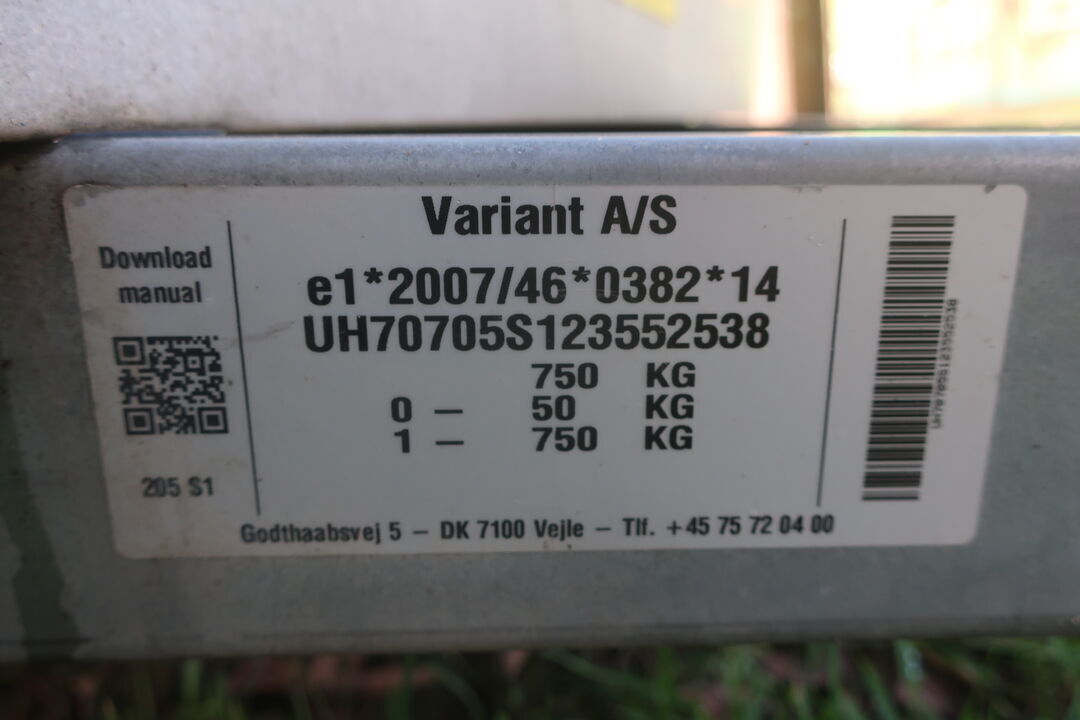 Variant A/S
Download
manual
e1*2007/46*0382*14
UH70705S123552538
750 KG
0 – 50 KG
1 – 750 KG
205 S1
Godthaabsvej 5 – DK 7100 Vejle – Tlf. +45 75 72 04 00
UH70705S123552538